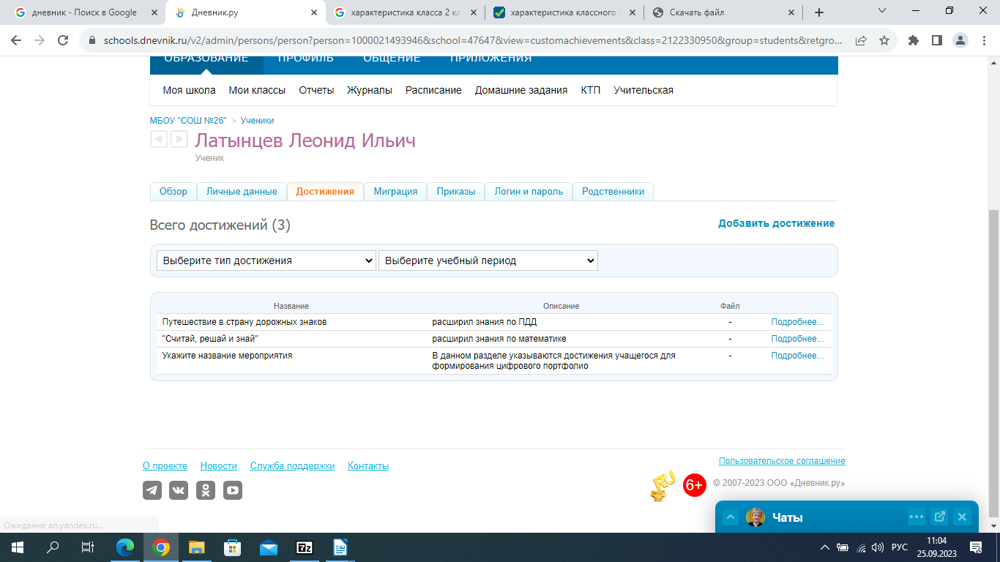 дневник - Поиск в Google
Дневник.ру
характеристика класса 2 кл
характеристика классного
Скачать файл
schools.dnevnik.ru/v2/admin/persons/person?person=1000021493946&school=47647&view=customachievements&class=2122330950&group=students&retgro...
ОБРАЗОВАНИЕ ПРОФИЛЬ ОБЩЕНИЕ ПРИЛОЖЕНИЯ
Моя школа Мои классы Отчеты Журналы Расписание Домашние задания КТП Учительская
МБОУ "СОШ №26" > Ученики
Латынцев Леонид Ильич
Ученик
Обзор Личные данные Достижения Миграция Приказы Логин и пароль Родственники
Всего достижений (3) Добавить достижение
Выберите тип достижения Выберите учебный период
Название Описание Файл
Путешествие в страну дорожных знаков расширил знания по ПДД - Подробнее...
"Считай, решай и знай" расширил знания по математике - Подробнее...
Укажите название мероприятия В данном разделе указываются достижения учащегося для - Подробнее...
формирования цифрового портфолио
О проекте Новости Служба поддержки Контакты Пользовательское соглашение
RU 6+ © 2007-2023 ООО «Дневник.ру»
Чаты
Ожидание an.yandex.ru...
7z РУС 11:04
25.09.2023